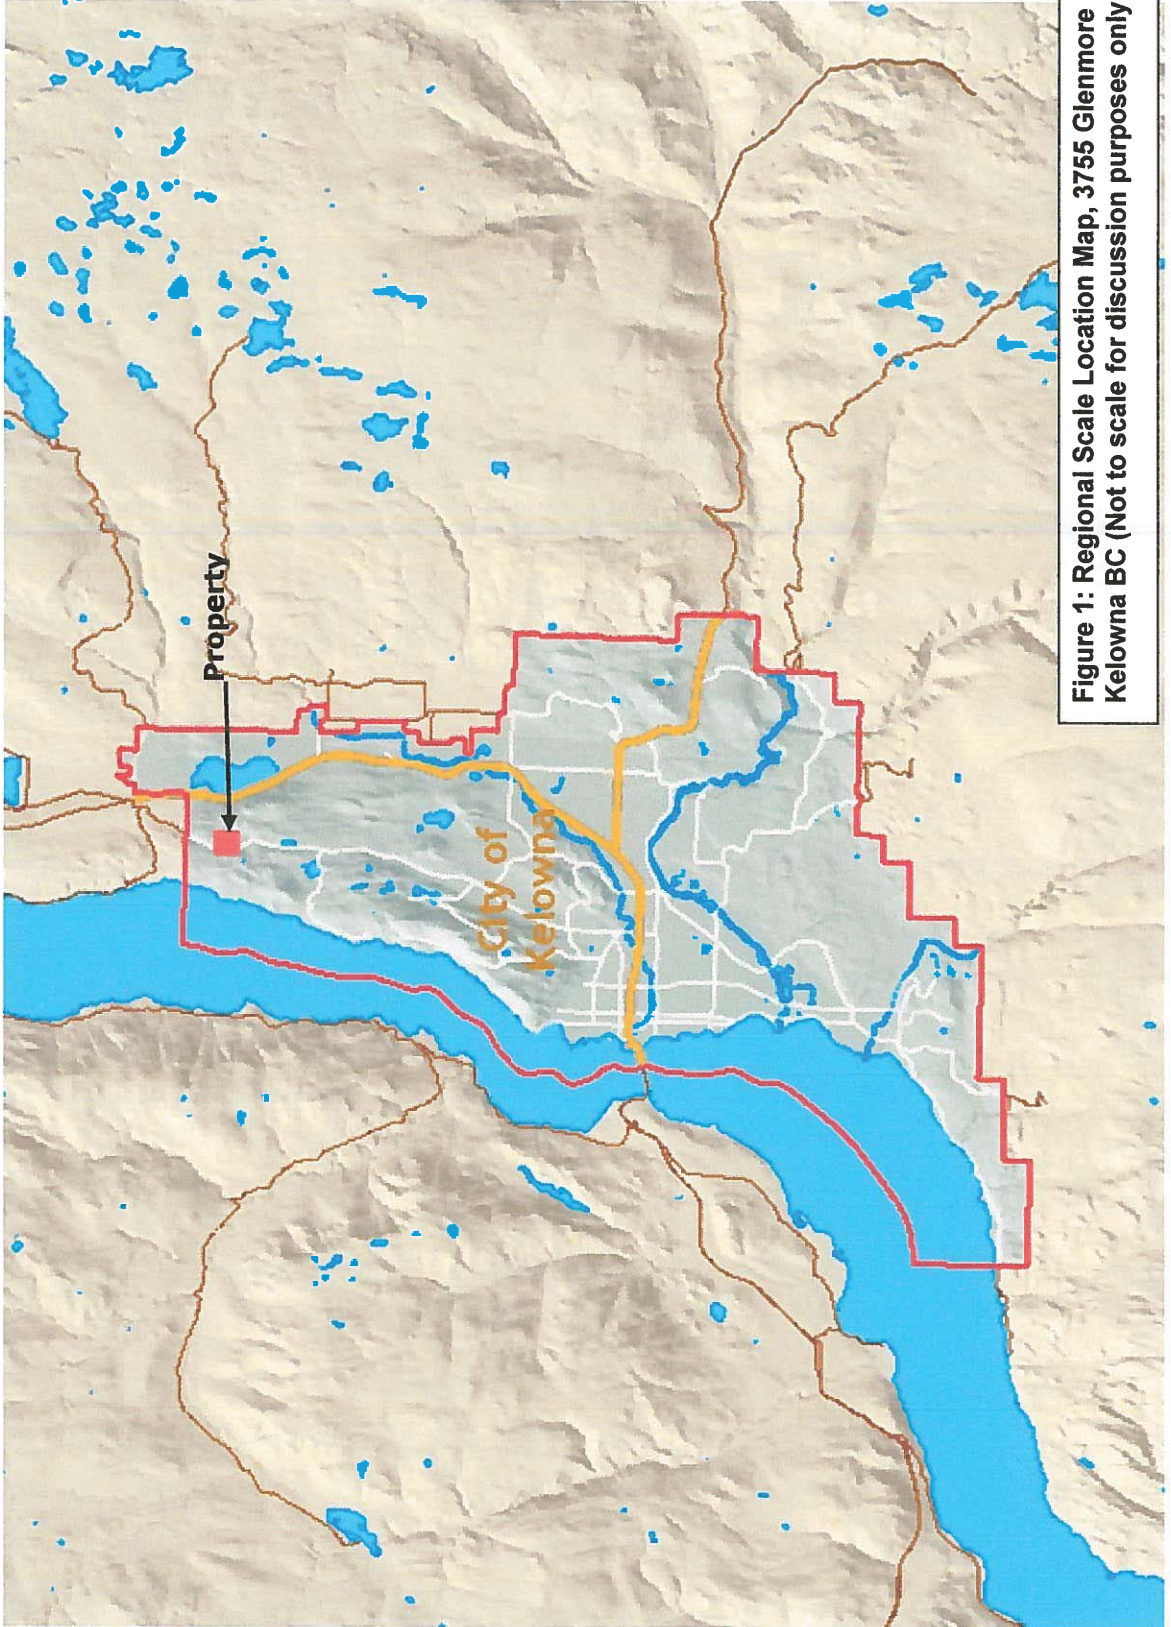 Property
City of
Kelowna
Figure 1: Regional Scale Location Map, 3755 Glenmore
Kelowna BC (Not to scale for discussion purposes only